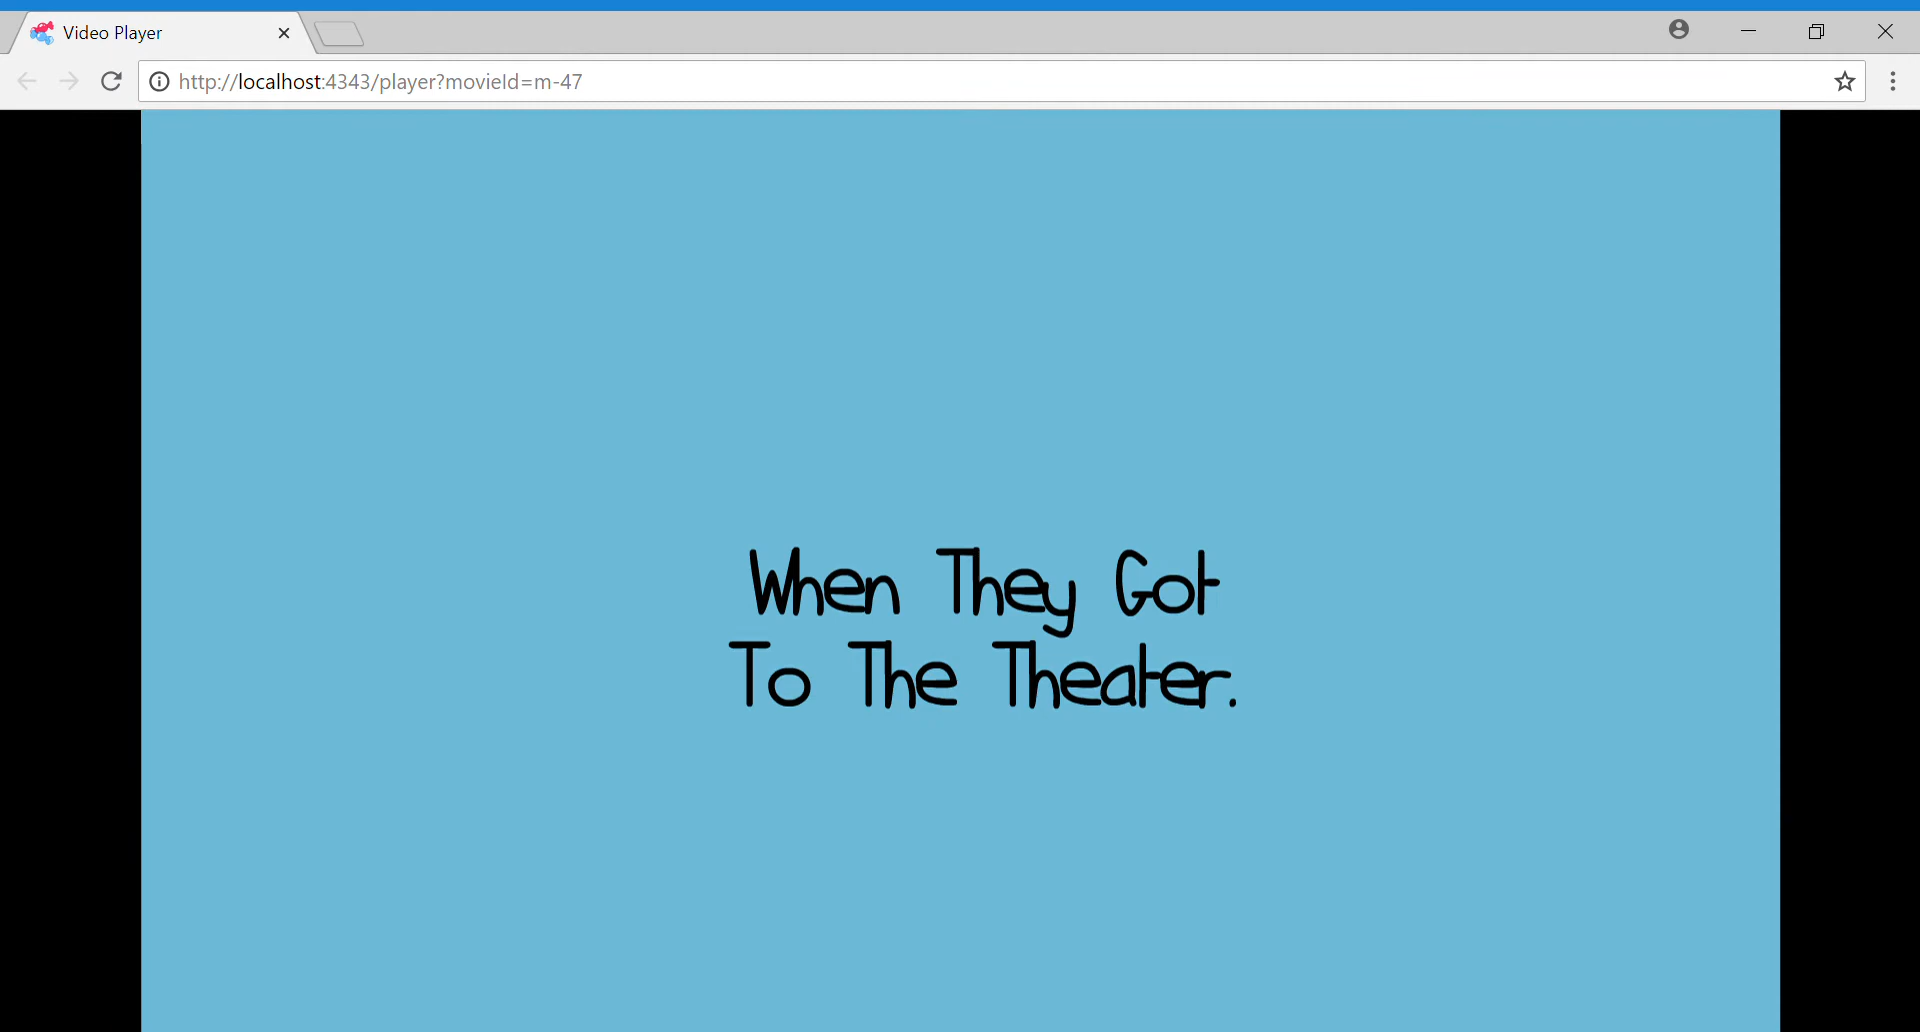 Video Player
http://localhost:4343/player?movieId=m-47
When They Got
To The Theater.